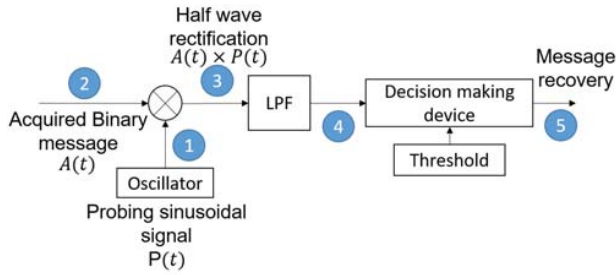 Half wave
rectification
A(t) × P(t)
Message
recovery
2
3
LPF
Decision making
device
Acquired Binary
message
A(t)
1
4
5
Threshold
Oscillator
Probing sinusoidal
signal
P(t)